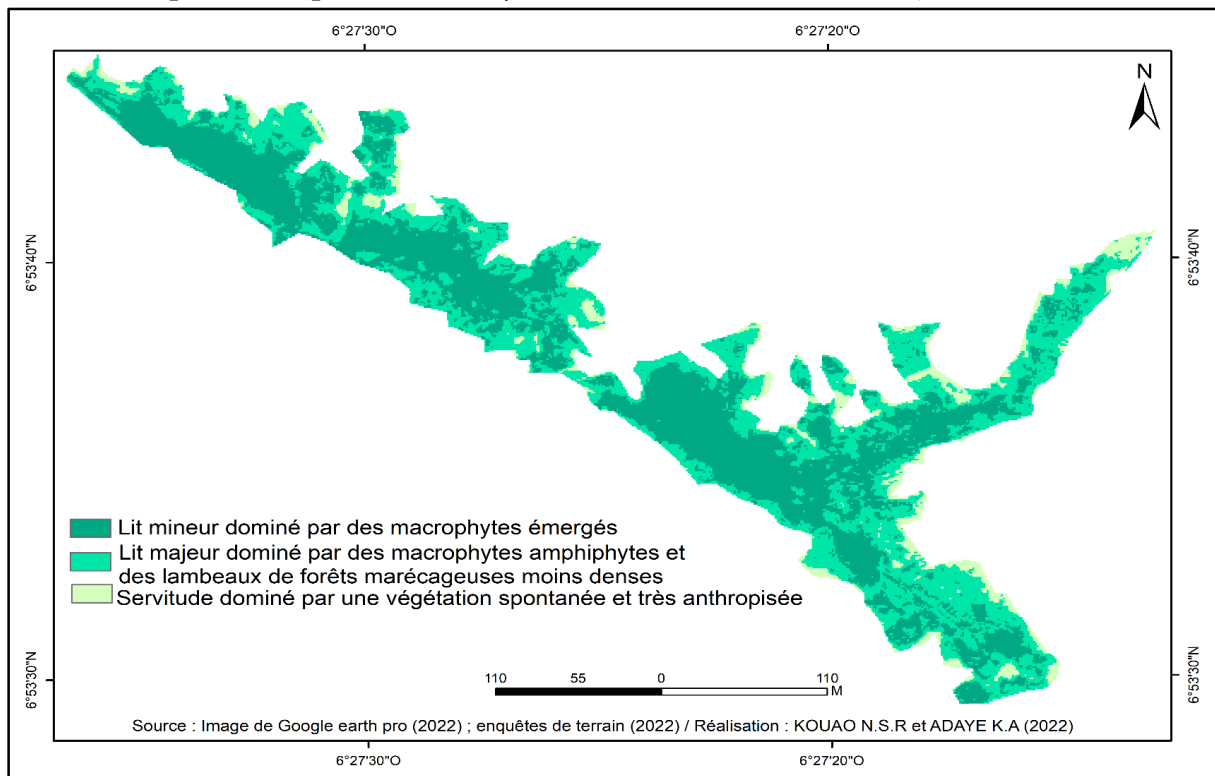 6°27'30"O 6°27'20"O
N
6°53'40"N 6°53'40"N
Lit mineur dominé par des macrophytes émergés
Lit majeur dominé par des macrophytes amphiphytes et
des lambeaux de forêts marécageuses moins denses
Servitude dominé par une végétation spontanée et très anthropisée
6°53'30"N 6°53'30"N
110 55 0 110
M
Source : Image de Google earth pro (2022) ; enquêtes de terrain (2022) / Réalisation : KOUAO N.S.R et ADAYE K.A (2022)
6°27'30"O 6°27'20"O